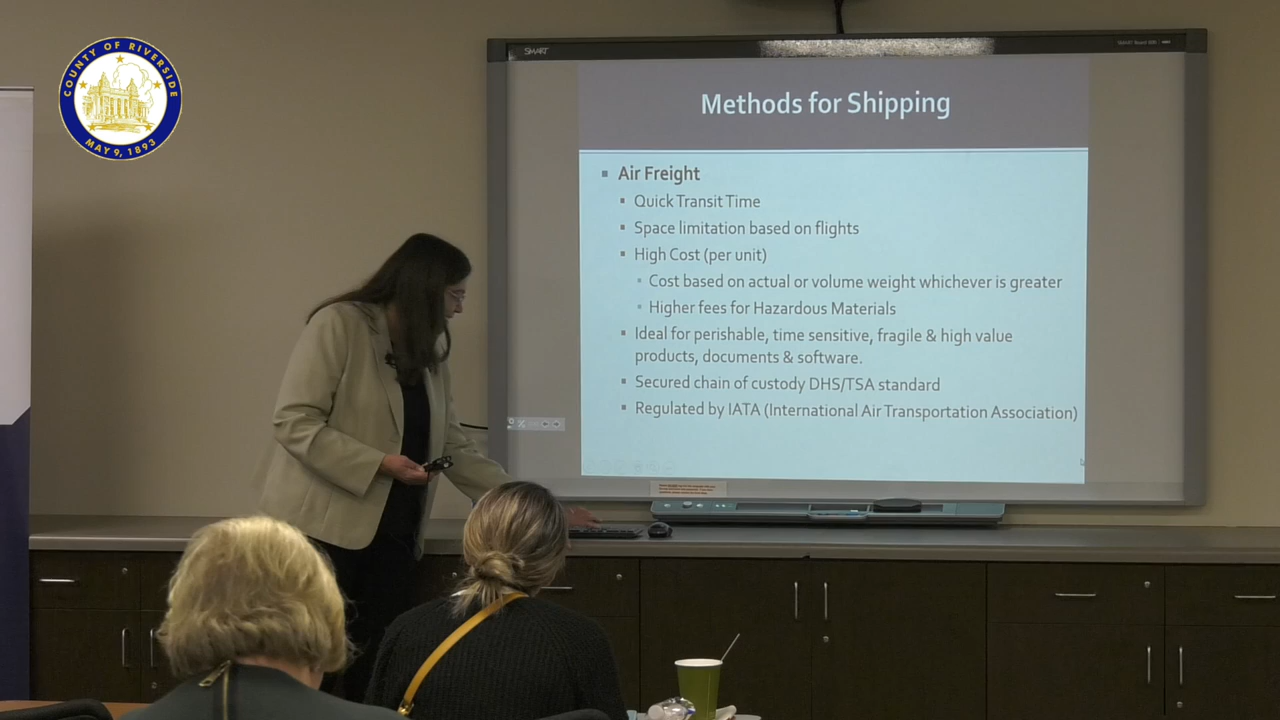 COUNTY OF RIVERSIDE
MAY 9, 1893
SMART
Methods for Shipping
Air Freight
Quick Transit Time
Space limitation based on flights
High Cost (per unit)
Cost based on actual or volume weight whichever is greater
Higher fees for Hazardous Materials
Ideal for perishable, time sensitive, fragile & high value
products, documents & software.
Secured chain of custody DHS/TSA standard
Regulated by IATA (International Air Transportation Association)